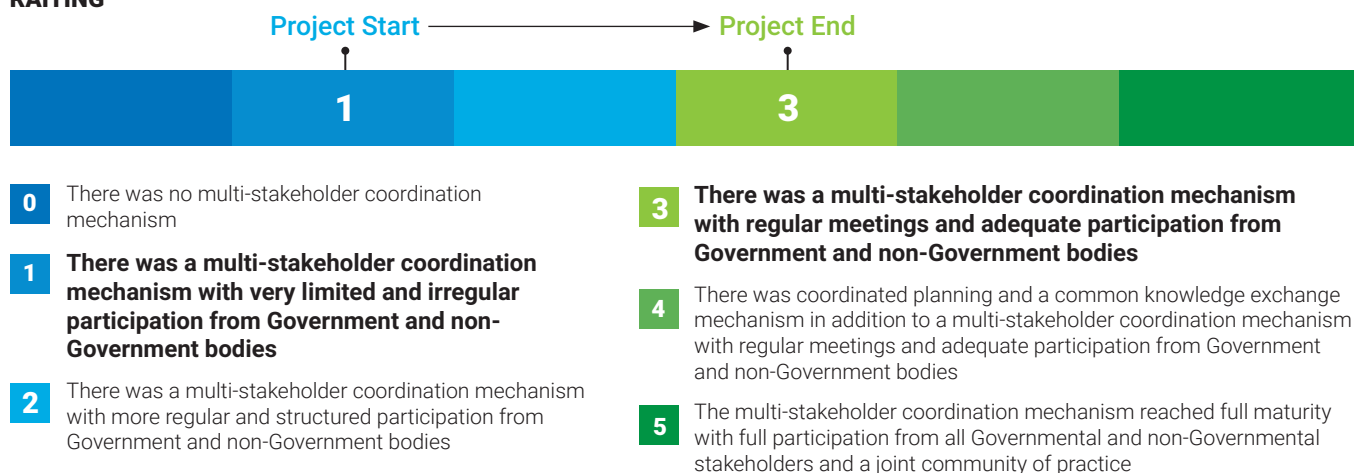 RAITING
Project Start
Project End
1
3
0
There was no multi-stakeholder coordination
mechanism
1
There was a multi-stakeholder coordination
mechanism with very limited and irregular
participation from Government and non-
Government bodies
2
There was a multi-stakeholder coordination mechanism
with more regular and structured participation from
Government and non-Government bodies
3
There was a multi-stakeholder coordination mechanism
with regular meetings and adequate participation from
Government and non-Government bodies
4
There was coordinated planning and a common knowledge exchange
mechanism in addition to a multi-stakeholder coordination mechanism
with regular meetings and adequate participation from Government
and non-Government bodies
5
The multi-stakeholder coordination mechanism reached full maturity
with full participation from all Governmental and non-Governmental
stakeholders and a joint community of practice